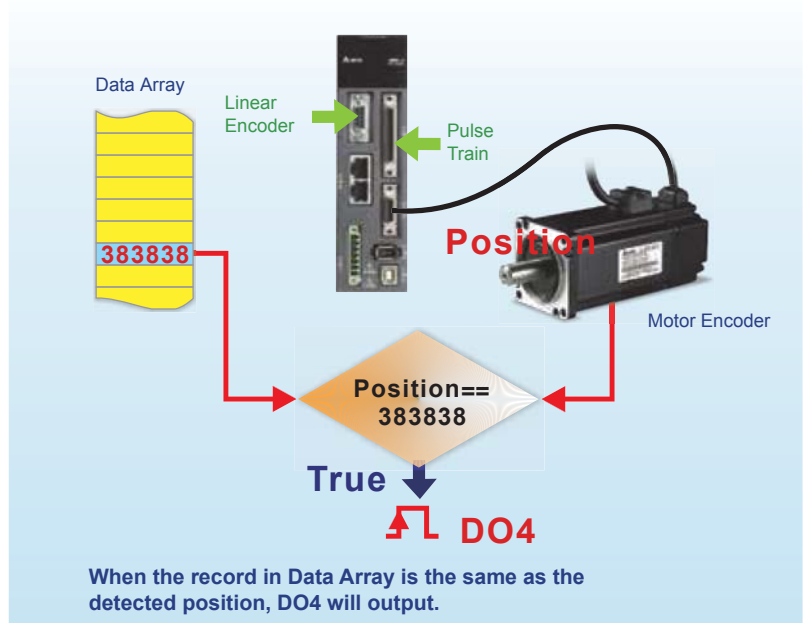 Data Array
Linear
Encoder
Pulse
Train
383838
Position
Motor Encoder
Position==
383838
True
DO4
When the record in Data Array is the same as the
detected position, DO4 will output.